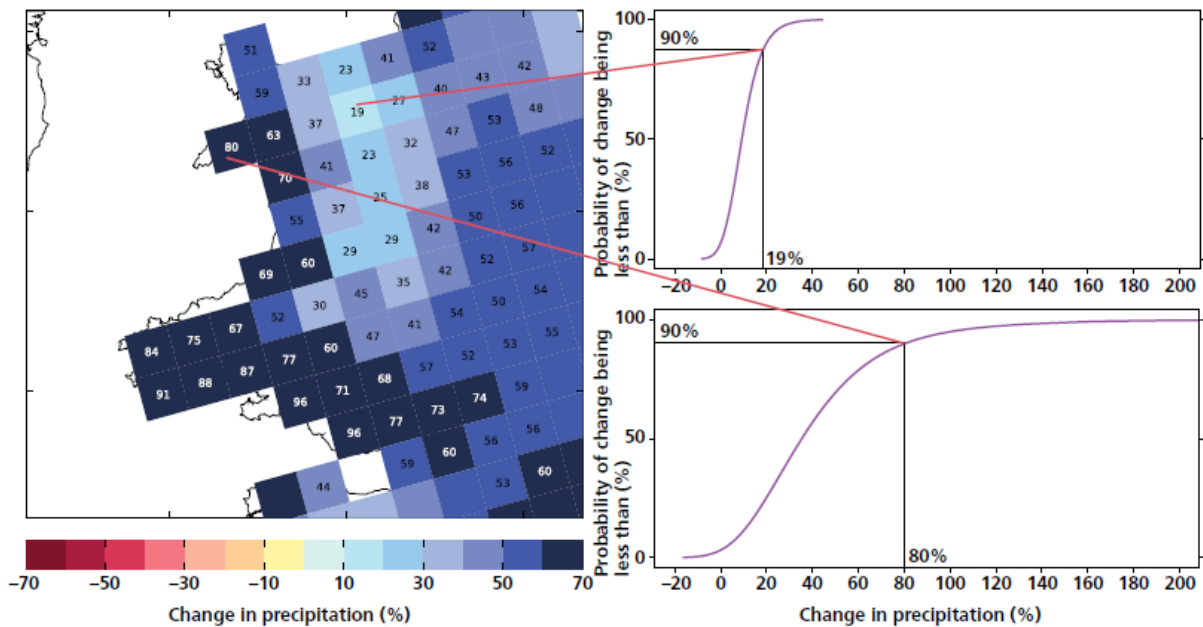 51 33 23 41 52
59 37 19 27 40 43 42
80 63 41 23 32 47 53 48
70 37 25 38 53 56 52
55 29 29 42 50 56
69 60 45 35 42 52 57
84 75 67 52 30 47 41 54 50 54
91 88 87 77 60 57 52 53 55
96 71 68 59
96 77 73 74
59 60 56 56
44 53 60
−70 −50 −30 −10 10 30 50 70
Change in precipitation (%)
Probability of change being
less than (%)
100
90%
50
0
19%
−20 0 20 40 60 80 100 120 140 160 180 200
Probability of change being
less than (%)
100
90%
50
0
80%
−20 0 20 40 60 80 100 120 140 160 180 200
Change in precipitation (%)